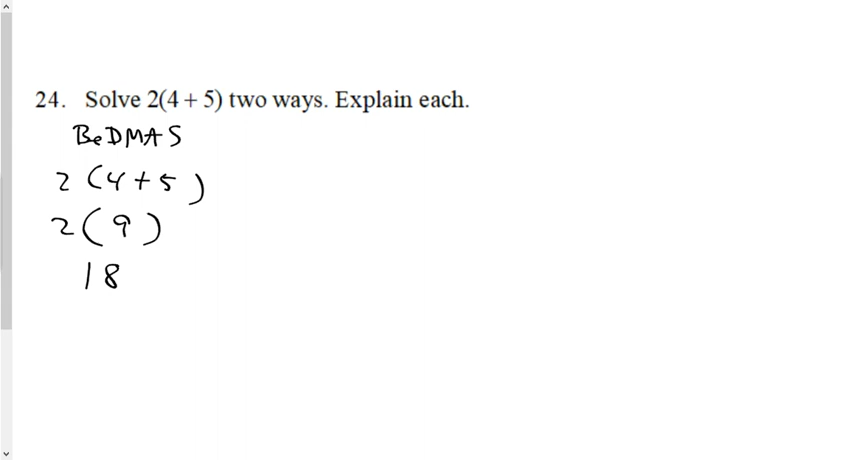 24. Solve 2(4 + 5) two ways. Explain each.
BeDMAS
2 (4 + 5)
2 (9)
18